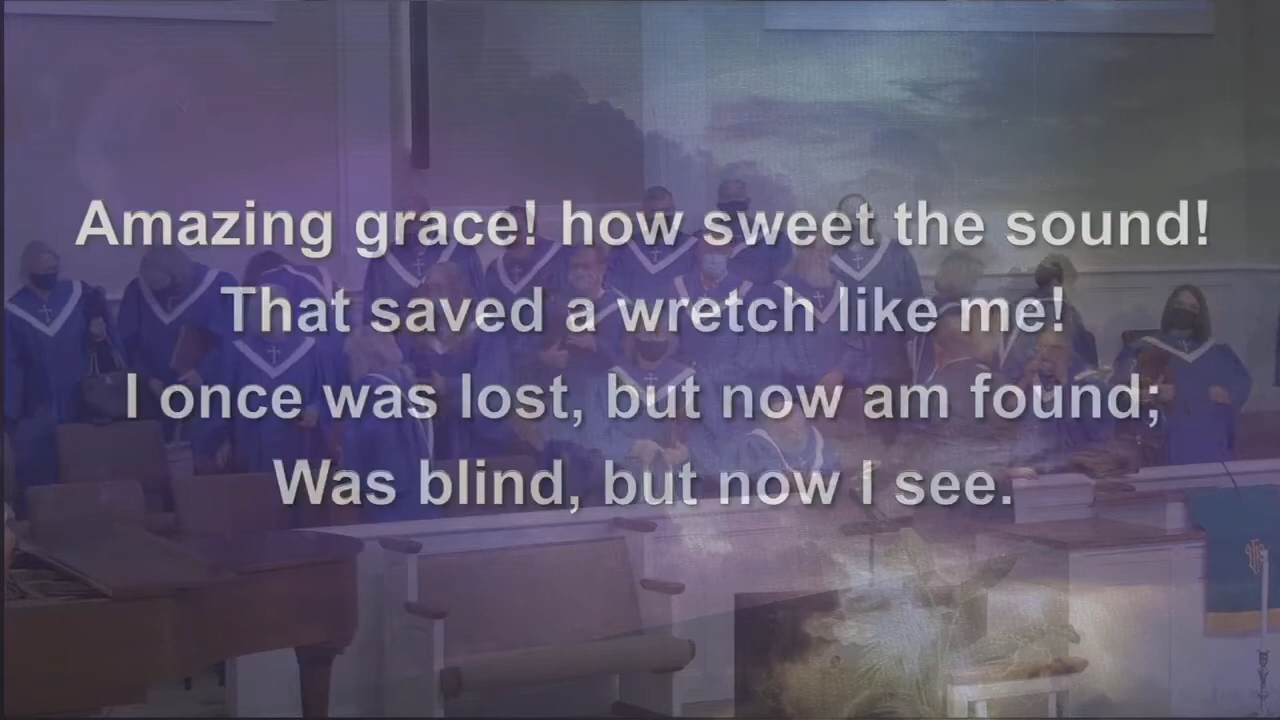 Amazing grace! how sweet the sound!
That saved a wretch like me!
I once was lost, but now am found;
Was blind, but now I see.